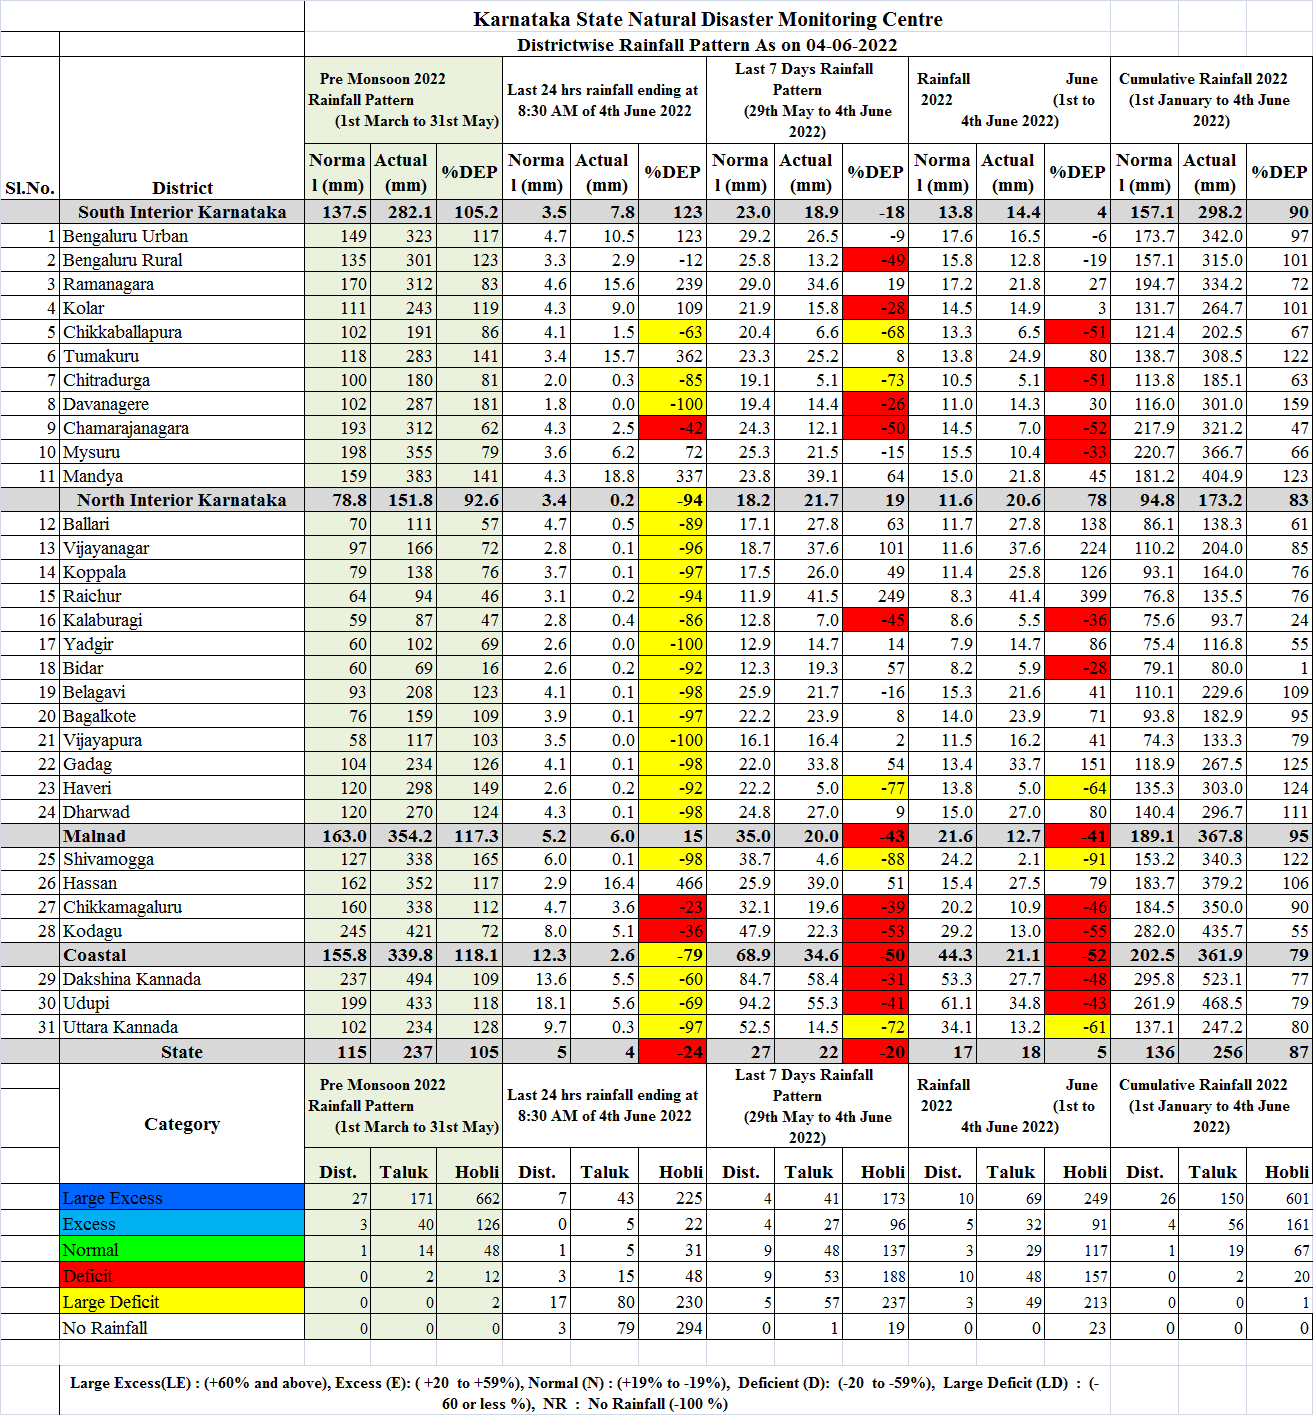 Karnataka State Natural Disaster Monitoring Centre
Districtwise Rainfall Pattern As on 04-06-2022
Sl.No. District
Pre Monsoon 2022
Rainfall Pattern
(1st March to 31st May)
Last 24 hrs rainfall ending at
8:30 AM of 4th June 2022
Last 7 Days Rainfall
Pattern
(29th May to 4th June
2022)
Rainfall June
2022 (1st to
4th June 2022)
Cumulative Rainfall 2022
(1st January to 4th June
2022)
Norma Actual %DEP Norma Actual %DEP Norma Actual %DEP Norma Actual %DEP Norma Actual %DEP
l (mm) (mm) l (mm) (mm) l (mm) (mm) l (mm) (mm) l (mm) (mm)
South Interior Karnataka 137.5 282.1 105.2 3.5 7.8 123 23.0 18.9 -18 13.8 14.4 4 157.1 298.2 90
1 Bengaluru Urban 149 323 117 4.7 10.5 123 29.2 26.5 -9 17.6 16.5 -6 173.7 342.0 97
2 Bengaluru Rural 135 301 123 3.3 2.9 -12 25.8 13.2 -49 15.8 12.8 -19 157.1 315.0 101
3 Ramanagara 170 312 83 4.6 15.6 239 29.0 34.6 19 17.2 21.8 27 194.7 334.2 72
4 Kolar 111 243 119 4.3 9.0 109 21.9 15.8 -28 14.5 14.9 3 131.7 264.7 101
5 Chikkaballapura 102 191 86 4.1 1.5 -63 20.4 6.6 -68 13.3 6.5 -51 121.4 202.5 67
6 Tumakuru 118 283 141 3.4 15.7 362 23.3 25.2 8 13.8 24.9 80 138.7 308.5 122
7 Chitradurga 100 180 81 2.0 0.3 -85 19.1 5.1 -73 10.5 5.1 -51 113.8 185.1 63
8 Davanagere 102 287 181 1.8 0.0 -100 19.4 14.4 -26 11.0 14.3 30 116.0 301.0 159
9 Chamarajanagara 193 312 62 4.3 2.5 -42 24.3 12.1 -50 14.5 7.0 -52 217.9 321.2 47
10 Mysuru 198 355 79 3.6 6.2 72 25.3 21.5 -15 15.5 10.4 -33 220.7 366.7 66
11 Mandya 159 383 141 4.3 18.8 337 23.8 39.1 64 15.0 21.8 45 181.2 404.9 123
North Interior Karnataka 78.8 151.8 92.6 3.4 0.2 -94 18.2 21.7 19 11.6 20.6 78 94.8 173.2 83
12 Ballari 70 111 57 4.7 0.5 -89 17.1 27.8 63 11.7 27.8 138 86.1 138.3 61
13 Vijayanagar 97 166 72 2.8 0.1 -96 18.7 37.6 101 11.6 37.6 224 110.2 204.0 85
14 Koppala 79 138 76 3.7 0.1 -97 17.5 26.0 49 11.4 25.8 126 93.1 164.0 76
15 Raichur 64 94 46 3.1 0.2 -94 11.9 41.5 249 8.3 41.4 399 76.8 135.5 76
16 Kalaburagi 59 87 47 2.8 0.4 -86 12.8 7.0 -45 8.6 5.5 -36 75.6 93.7 24
17 Yadgir 60 102 69 2.6 0.0 -100 12.9 14.7 14 7.9 14.7 86 75.4 116.8 55
18 Bidar 60 69 16 2.6 0.2 -92 12.3 19.3 57 8.2 5.9 -28 79.1 80.0 1
19 Belagavi 93 208 123 4.1 0.1 -98 25.9 21.7 -16 15.3 21.6 41 110.1 229.6 109
20 Bagalkote 76 159 109 3.9 0.1 -97 22.2 23.9 8 14.0 23.9 71 93.8 182.9 95
21 Vijayapura 58 117 103 3.5 0.0 -100 16.1 16.4 2 11.5 16.2 41 74.3 133.3 79
22 Gadag 104 234 126 4.1 0.1 -98 22.0 33.8 54 13.4 33.7 151 118.9 267.5 125
23 Haveri 120 298 149 2.6 0.2 -92 22.2 5.0 -77 13.8 5.0 -64 135.3 303.0 124
24 Dharwad 120 270 124 4.3 0.1 -98 24.8 27.0 9 15.0 27.0 80 140.4 296.7 111
Malnad 163.0 354.2 117.3 5.2 6.0 15 35.0 20.0 -43 21.6 12.7 -41 189.1 367.8 95
25 Shivamogga 127 338 165 6.0 0.1 -98 38.7 4.6 -88 24.2 2.1 -91 153.2 340.3 122
26 Hassan 162 352 117 2.9 16.4 466 25.9 39.0 51 15.4 27.5 79 183.7 379.2 106
27 Chikkamagaluru 160 338 112 4.7 3.6 -23 32.1 19.6 -39 20.2 10.9 -46 184.5 350.0 90
28 Kodagu 245 421 72 8.0 5.1 -36 47.9 22.3 -53 29.2 13.0 -55 282.0 435.7 55
Coastal 155.8 339.8 118.1 12.3 2.6 -79 68.9 34.6 -50 44.3 21.1 -52 202.5 361.9 79
29 Dakshina Kannada 237 494 109 13.6 5.5 -60 84.7 58.4 -31 53.3 27.7 -48 295.8 523.1 77
30 Udupi 199 433 118 18.1 5.6 -69 94.2 55.3 -41 61.1 34.8 -43 261.9 468.5 79
31 Uttara Kannada 102 234 128 9.7 0.3 -97 52.5 14.5 -72 34.1 13.2 -61 137.1 247.2 80
State 115 237 105 5 4 -24 27 22 -20 17 18 5 136 256 87
Category
Pre Monsoon 2022
Rainfall Pattern
(1st March to 31st May)
Last 24 hrs rainfall ending at
8:30 AM of 4th June 2022
Last 7 Days Rainfall
Pattern
(29th May to 4th June
2022)
Rainfall June
2022 (1st to
4th June 2022)
Cumulative Rainfall 2022
(1st January to 4th June
2022)
Dist. Taluk Hobli Dist. Taluk Hobli Dist. Taluk Hobli Dist. Taluk Hobli Dist. Taluk Hobli
Large Excess 27 171 662 7 43 225 4 41 173 10 69 249 26 150 601
Excess 3 40 126 0 5 22 4 27 96 5 32 91 4 56 161
Normal 1 14 48 1 5 31 9 48 137 3 29 117 1 19 67
Deficit 0 2 12 3 15 48 9 53 188 10 48 157 0 2 20
Large Deficit 0 0 2 17 80 230 5 57 237 3 49 213 0 0 1
No Rainfall 0 0 0 3 79 294 0 1 19 0 0 23 0 0 0
Large Excess(LE) : (+60% and above), Excess (E): ( +20 to +59%), Normal (N) : (+19% to -19%), Deficient (D): (-20 to -59%), Large Deficit (LD) : (-
60 or less %), NR : No Rainfall (-100 %)